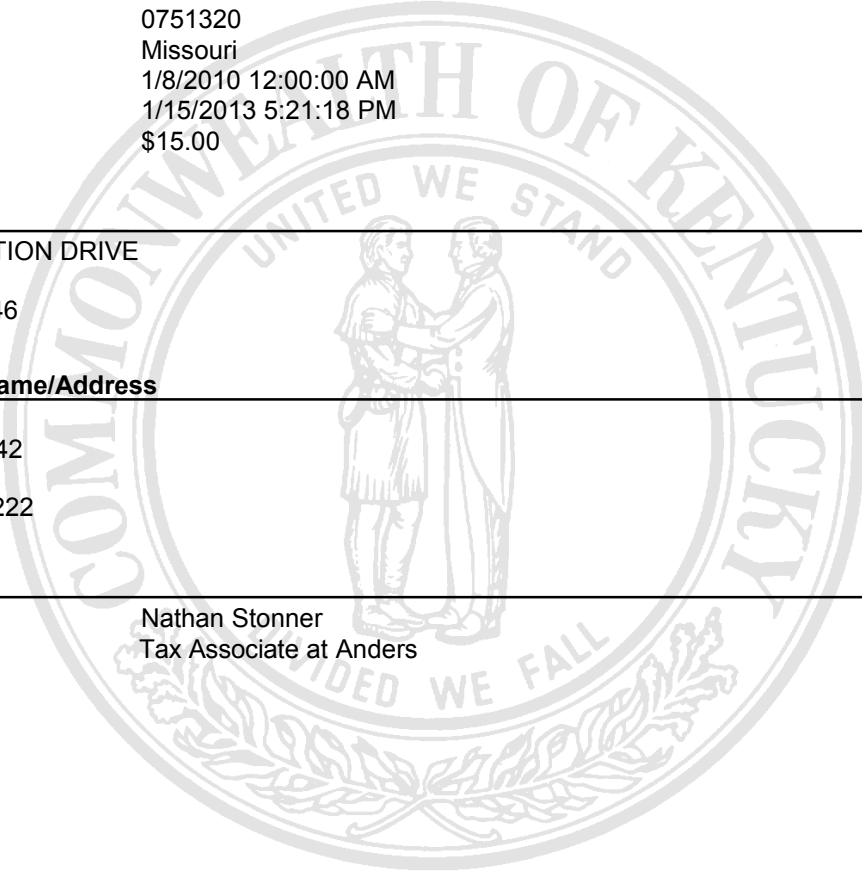 0751320
Missouri
1/8/2010 12:00:00 AM
1/15/2013 5:21:18 PM
$15.00
TION DRIVE
46
ame/Address
42
222
Nathan Stonner
Tax Associate at Anders
COMMONWEALTH OF KENTUCKY
UNITED WE STAND
DIVIDED WE FALL